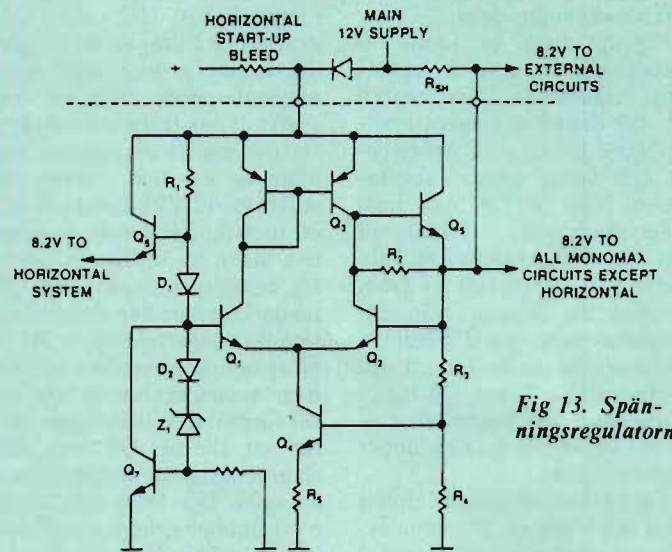 HORIZONTAL
START-UP
BLEED
MAIN
12V SUPPLY
+
R_SH
8.2V TO
EXTERNAL
CIRCUITS
R₁
Q₃
Q₅
Q₆
8.2V TO
HORIZONTAL
SYSTEM
R₂
8.2V TO
ALL MONOMAX
CIRCUITS EXCEPT
HORIZONTAL
D₁
Q₁
Q₂
D₂
R₃
Z₁
Q₄
Q₇
R₅
R₄
Fig 13. Spän-
ningsregulatorn